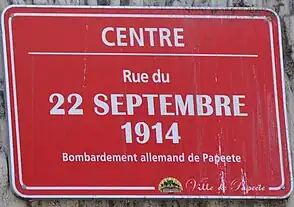 CENTRE
Rue du
22 SEPTEMBRE
1914
Bombardement allemand de Papeete
Ville de Papeete